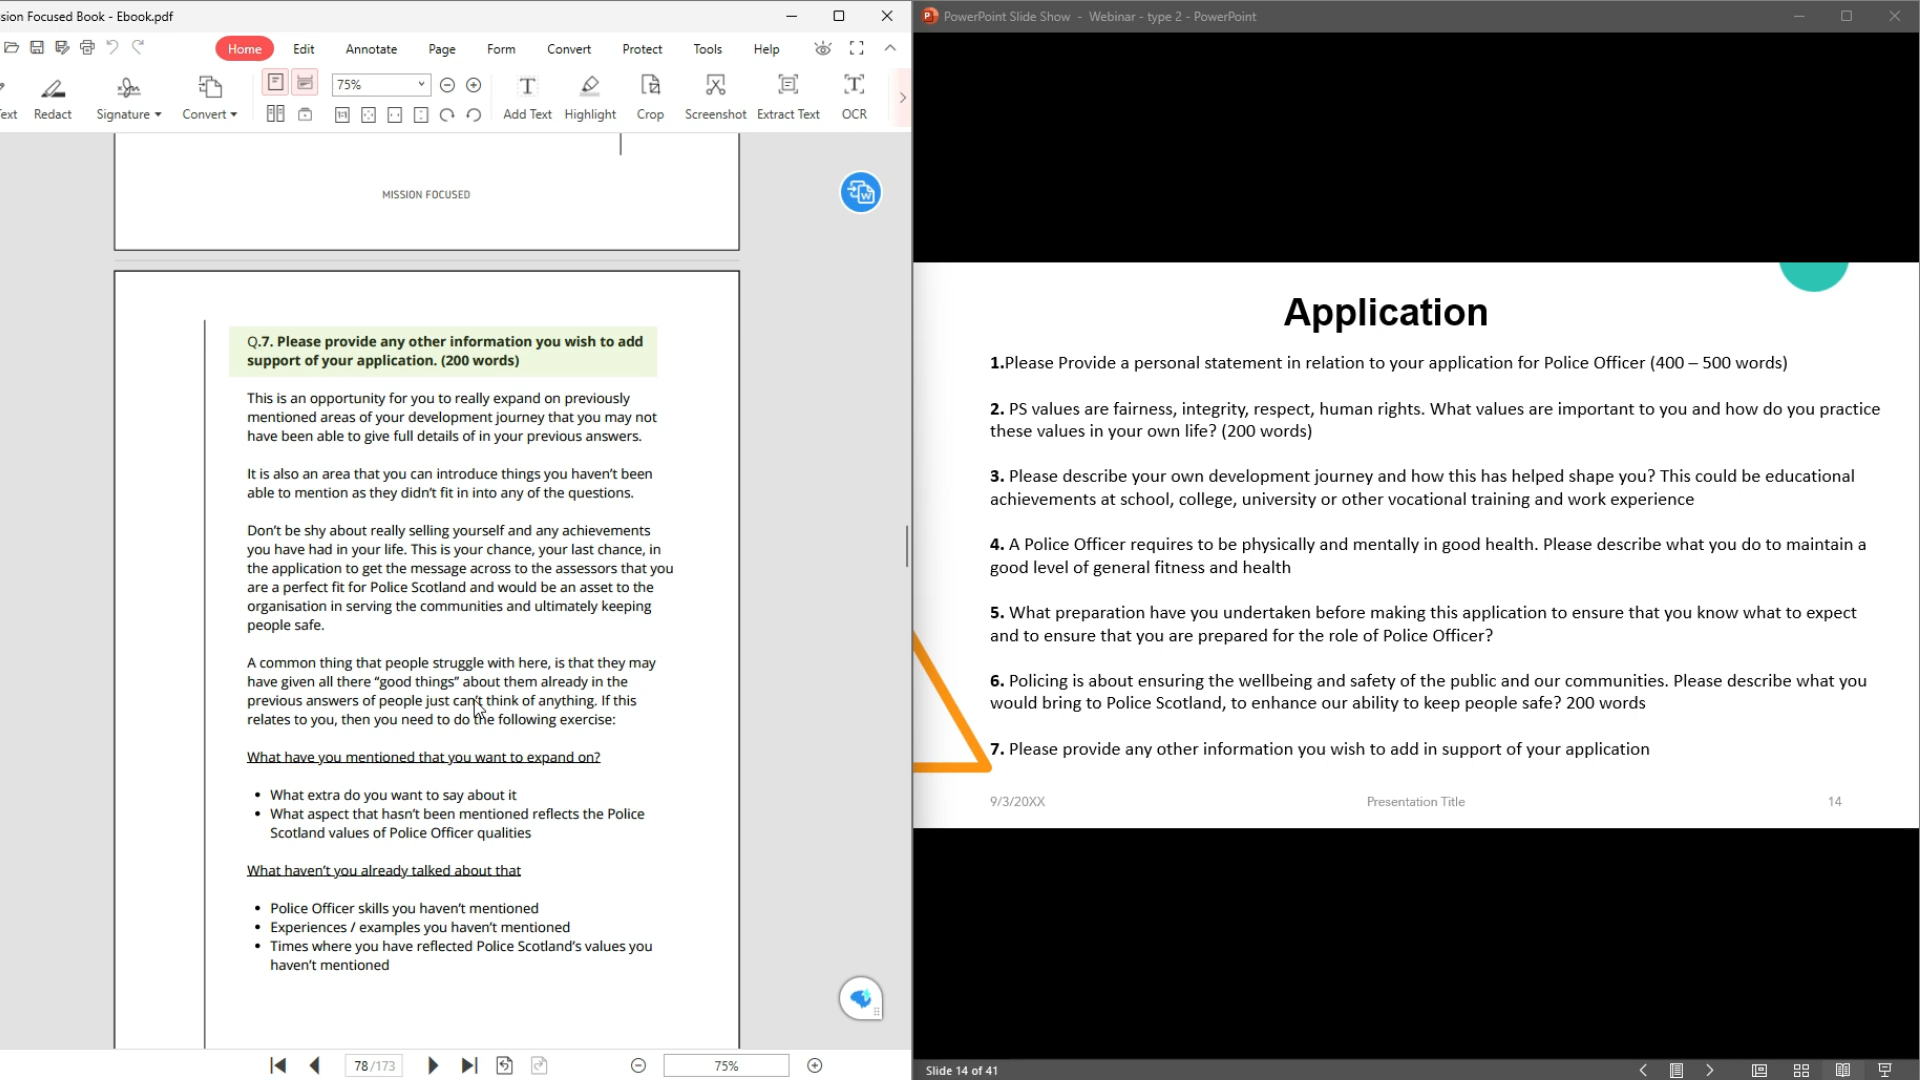 sion Focused Book - Ebook.pdf
Home Edit Annotate Page Form Convert Protect Tools Help
ext Redact Signature Convert 75% Add Text Highlight Crop Screenshot Extract Text OCR
MISSION FOCUSED
Q.7. Please provide any other information you wish to add
support of your application. (200 words)
This is an opportunity for you to really expand on previously
mentioned areas of your development journey that you may not
have been able to give full details of in your previous answers.
It is also an area that you can introduce things you haven't been
able to mention as they didn't fit in into any of the questions.
Don't be shy about really selling yourself and any achievements
you have had in your life. This is your chance, your last chance, in
the application to get the message across to the assessors that you
are a perfect fit for Police Scotland and would be an asset to the
organisation in serving the communities and ultimately keeping
people safe.
A common thing that people struggle with here, is that they may
have given all there "good things" about them already in the
previous answers of people just can't think of anything. If this
relates to you, then you need to do the following exercise:
What have you mentioned that you want to expand on?
• What extra do you want to say about it
• What aspect that hasn't been mentioned reflects the Police
Scotland values of Police Officer qualities
What haven't you already talked about that
• Police Officer skills you haven't mentioned
• Experiences / examples you haven't mentioned
• Times where you have reflected Police Scotland's values you
haven't mentioned
78 /173 75%
PowerPoint Slide Show - Webinar - type 2 - PowerPoint
Application
1.Please Provide a personal statement in relation to your application for Police Officer (400 – 500 words)
2. PS values are fairness, integrity, respect, human rights. What values are important to you and how do you practice
these values in your own life? (200 words)
3. Please describe your own development journey and how this has helped shape you? This could be educational
achievements at school, college, university or other vocational training and work experience
4. A Police Officer requires to be physically and mentally in good health. Please describe what you do to maintain a
good level of general fitness and health
5. What preparation have you undertaken before making this application to ensure that you know what to expect
and to ensure that you are prepared for the role of Police Officer?
6. Policing is about ensuring the wellbeing and safety of the public and our communities. Please describe what you
would bring to Police Scotland, to enhance our ability to keep people safe? 200 words
7. Please provide any other information you wish to add in support of your application
9/3/20XX Presentation Title 14
Slide 14 of 41